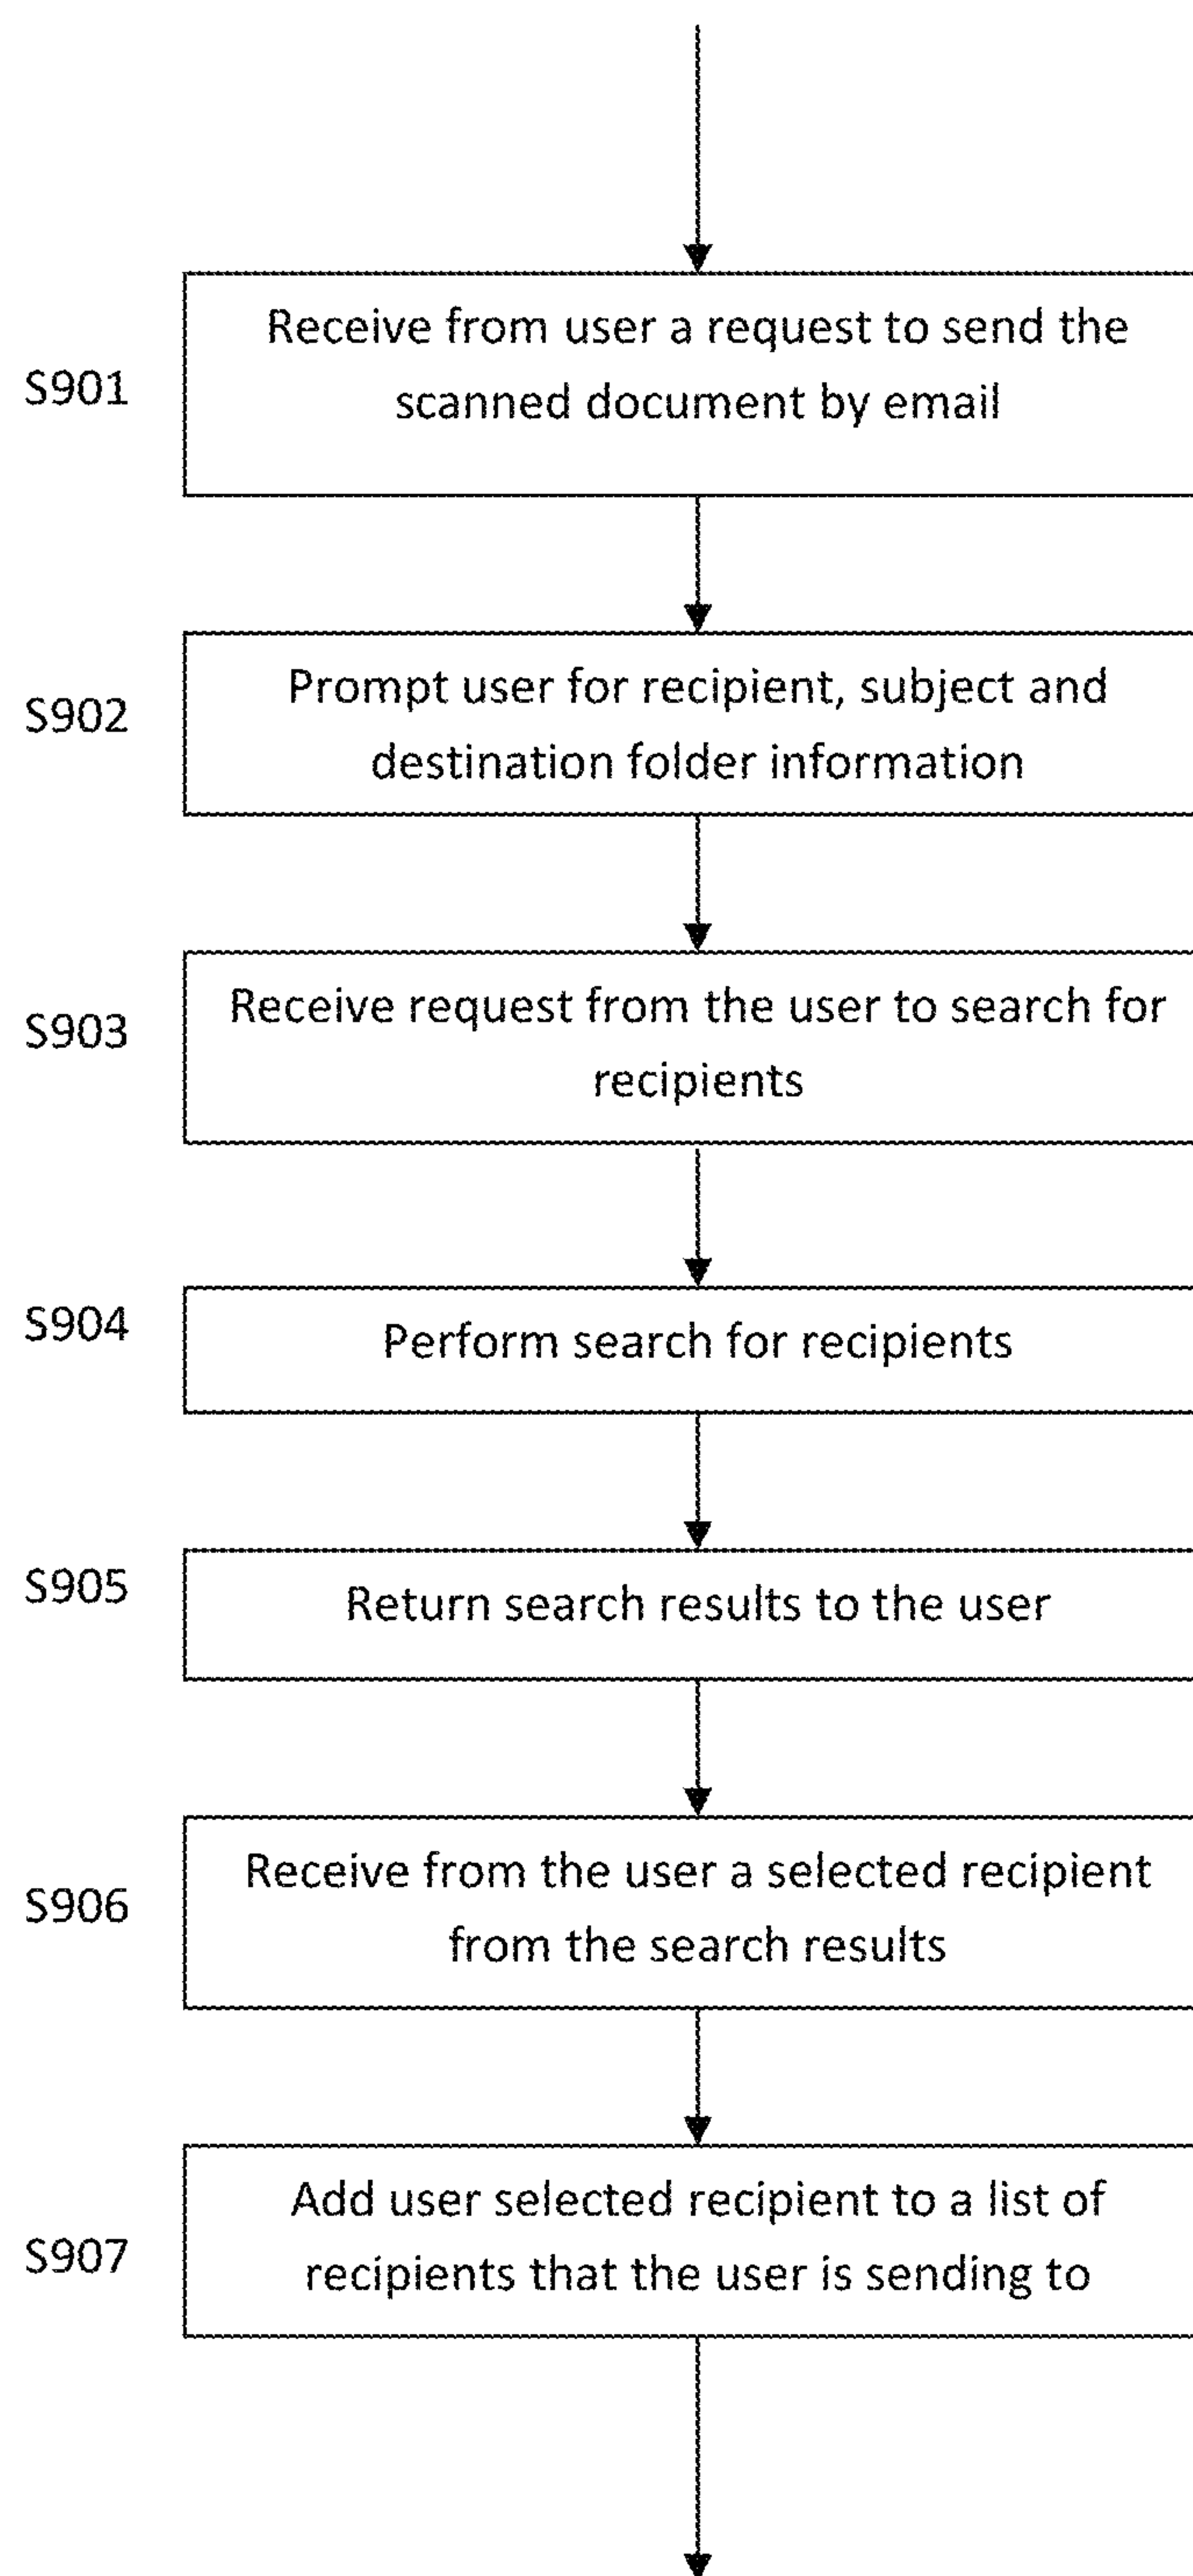 Receive from user a request to send the
S901
scanned document by email
Prompt user for recipient, subject and
S902
destination folder information
Receive request from the user to search for
S903
recipients
S904
Perform search for recipients
S905
Return search results to the user
Receive from the user a selected recipient
S906
from the search results
Add user selected recipient to a list of
S907
recipients that the user is sending to